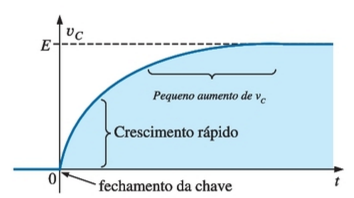 v_C
E
Pequeno aumento de v_c
Crescimento rápido
0
t
fechamento da chave